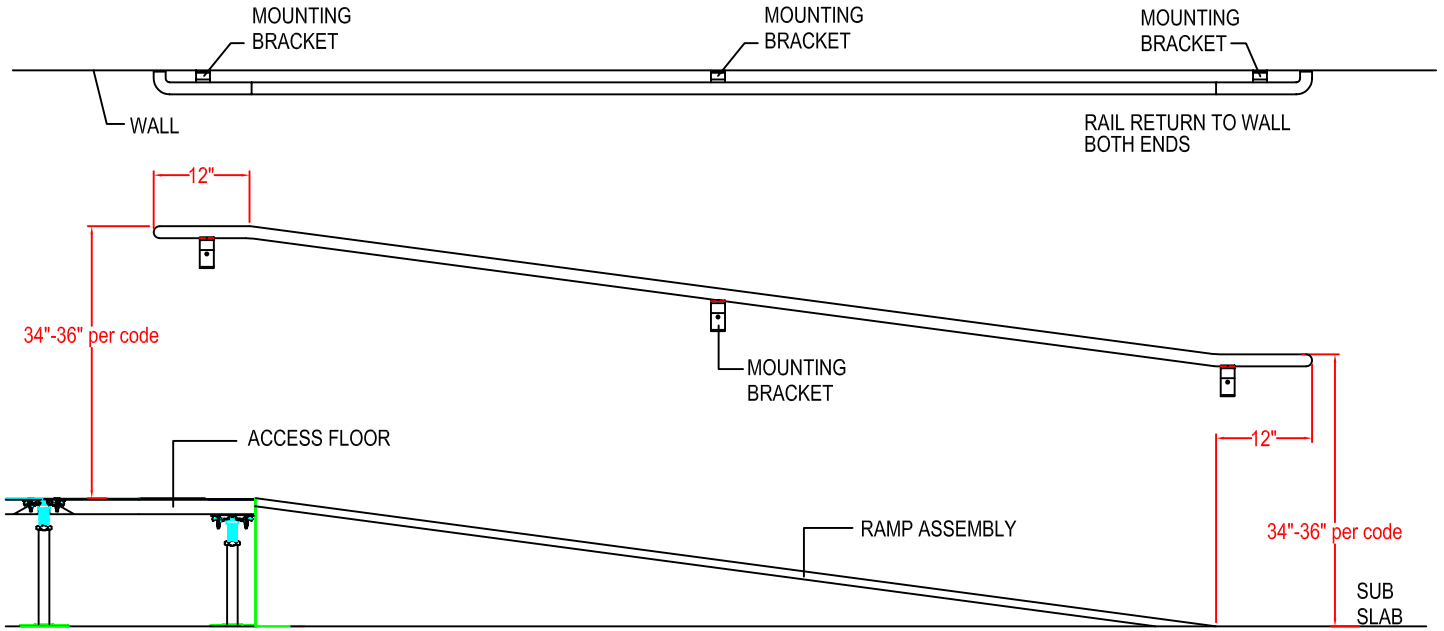 MOUNTING
BRACKET
MOUNTING
BRACKET
MOUNTING
BRACKET
WALL
RAIL RETURN TO WALL
BOTH ENDS
12"
34"-36" per code
MOUNTING
BRACKET
ACCESS FLOOR
12"
RAMP ASSEMBLY
34"-36" per code
SUB
SLAB